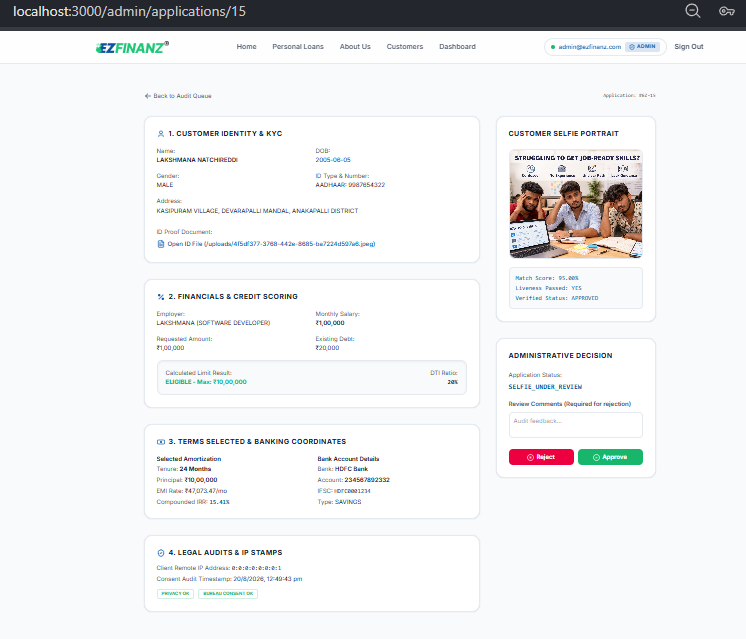 localhost:3000/admin/applications/15
EZFINANZ®
Home Personal Loans About Us Customers Dashboard
admin@ezfinanz.com ADMIN Sign Out
← Back to Audit Queue
Application: #EZ-15
1. CUSTOMER IDENTITY & KYC
Name: DOB:
LAKSHMANA NATCHIREDDI 2005-06-05
Gender: ID Type & Number:
MALE AADHAAR: 9987654322
Address:
KASIPURAM VILLAGE, DEVARAPALLI MANDAL, ANAKAPALLI DISTRICT
ID Proof Document:
Open ID File (/uploads/4f5df377-3768-442e-8685-ba7224d597a6.jpeg)
2. FINANCIALS & CREDIT SCORING
Employer: Monthly Salary:
LAKSHMANA (SOFTWARE DEVELOPER) ₹1,00,000
Requested Amount: Existing Debt:
₹1,00,000 ₹20,000
Calculated Limit Result: DTI Ratio:
ELIGIBLE - Max: ₹10,00,000 20%
3. TERMS SELECTED & BANKING COORDINATES
Selected Amortization Bank Account Details
Tenure: 24 Months Bank: HDFC Bank
Principal: ₹10,00,000 Account: 234567892332
EMI Rate: ₹47,073.47/mo IFSC: HDFC0001234
Compounded IRR: 15.41% Type: SAVINGS
4. LEGAL AUDITS & IP STAMPS
Client Remote IP Address: 0:0:0:0:0:0:0:1
Consent Audit Timestamp: 20/8/2026, 12:49:43 pm
PRIVACY OK BUREAU CONSENT OK
CUSTOMER SELFIE PORTRAIT
STRUGGLING TO GET JOB-READY SKILLS?
Match Score: 95.00%
Liveness Passed: YES
Verified Status: APPROVED
ADMINISTRATIVE DECISION
Application Status:
SELFIE_UNDER_REVIEW
Review Comments (Required for rejection)
Audit feedback...
Reject Approve